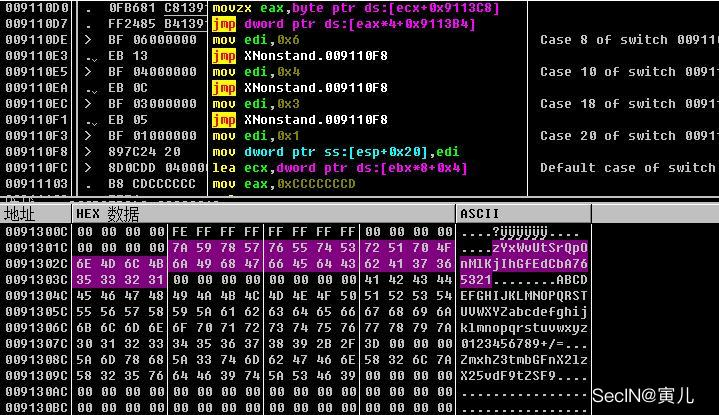 009110D0 . 0FB681 C8139 movzx eax,byte ptr ds:[ecx+0x9113C8]
009110D7 . FF2485 B4139 jmp dword ptr ds:[eax*4+0x9113B4]
009110DE > BF 06000000 mov edi,0x6 Case 8 of switch 009110
009110E3 . EB 13 jmp XNonstand.009110F8
009110E5 > BF 04000000 mov edi,0x4 Case 10 of switch 00911
009110EA . EB 0C jmp XNonstand.009110F8
009110EC > BF 03000000 mov edi,0x3 Case 18 of switch 00911
009110F1 . EB 05 jmp XNonstand.009110F8
009110F3 > BF 01000000 mov edi,0x1 Case 20 of switch 00911
009110F8 > 897C24 20 mov dword ptr ss:[esp+0x20],edi
009110FC > 8D0CDD 040000 lea ecx,dword ptr ds:[ebx*8+0x4] Default case of switch
00911103 . B8 CDCCCCCC mov eax,0xCCCCCCCD
地址 HEX 数据 ASCII
0091300C 00 00 00 00 FE FF FF FF FF FF FF FF 00 00 00 00 ....?ÿÿÿÿÿÿÿ....
0091301C 00 00 00 00 7A 59 78 57 76 55 74 53 72 51 70 4F ....zYxWvUtSrQpO
0091302C 6E 4D 6C 4B 6A 49 68 47 66 45 64 43 62 41 37 36 nMlKjIhGfEdCbA76
0091303C 35 33 32 31 00 00 00 00 00 00 00 00 41 42 43 44 5321........ABCD
0091304C 45 46 47 48 49 4A 4B 4C 4D 4E 4F 50 51 52 53 54 EFGHIJKLMNOPQRST
0091305C 55 56 57 58 59 5A 61 62 63 64 65 66 67 68 69 6A UVWXYZabcdefghij
0091306C 6B 6C 6D 6E 6F 70 71 72 73 74 75 76 77 78 79 7A klmnopqrstuvwxyz
0091307C 30 31 32 33 34 35 36 37 38 39 2B 2F 3D 00 00 00 0123456789+/=...
0091308C 5A 6D 78 68 5A 33 74 6D 62 47 46 6E 58 32 6C 7A ZmxhZ3tmbGFnX2lz
0091309C 58 32 35 76 64 46 39 74 5A 53 46 39 00 00 00 00 X25vdF9tZSF9....
009130AC 00 00 00 00 00 00 00 00 00 00 00 00 00 00 00 00 ................
009130BC 00 00 00 00 00 00 00 00 00 00 00 00 00 00 00 00
SecIN@寅儿